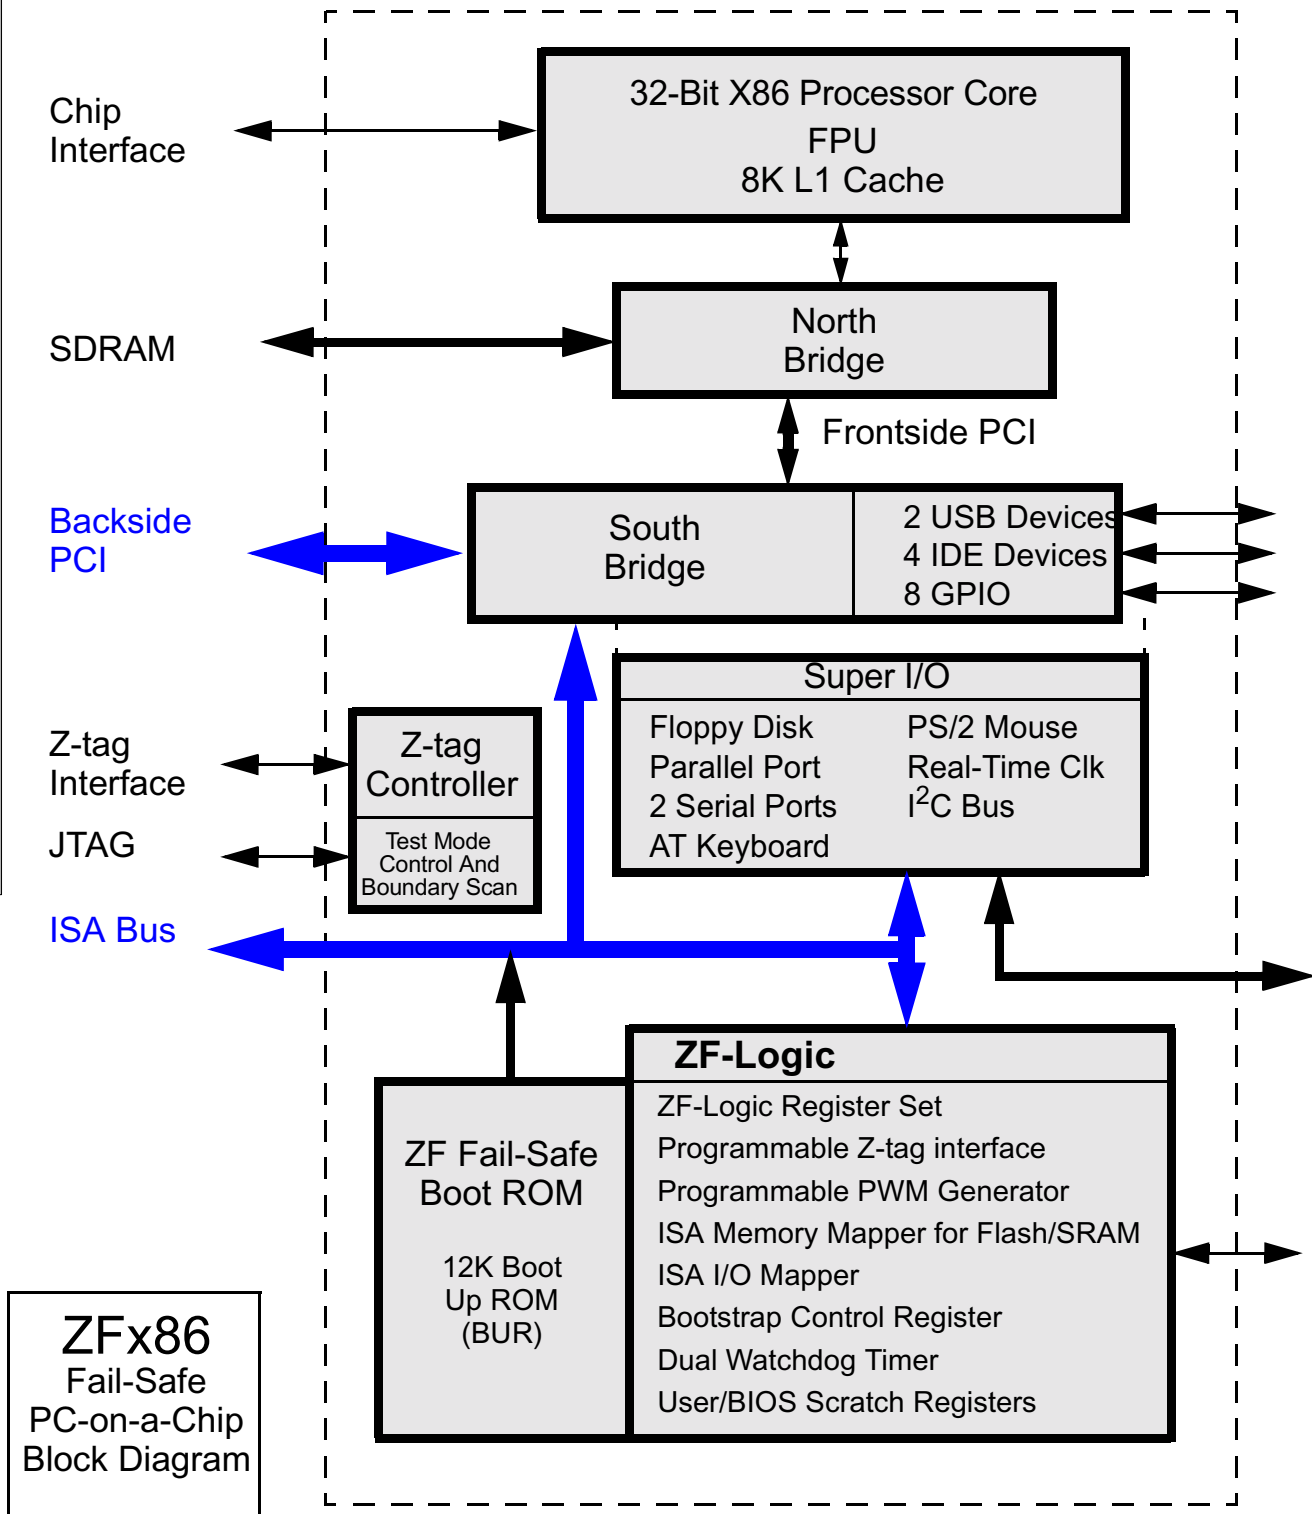 Chip
Interface
32-Bit X86 Processor Core
FPU
8K L1 Cache
SDRAM
North
Bridge
Frontside PCI
Backside
PCI
South
Bridge
2 USB Devices
4 IDE Devices
8 GPIO
Super I/O
Floppy Disk
Parallel Port
2 Serial Ports
AT Keyboard
PS/2 Mouse
Real-Time Clk
I²C Bus
Z-tag
Interface
JTAG
Z-tag
Controller
Test Mode
Control And
Boundary Scan
ISA Bus
ZF-Logic
ZF-Logic Register Set
Programmable Z-tag interface
Programmable PWM Generator
ISA Memory Mapper for Flash/SRAM
ISA I/O Mapper
Bootstrap Control Register
Dual Watchdog Timer
User/BIOS Scratch Registers
ZF Fail-Safe
Boot ROM
12K Boot
Up ROM
(BUR)
ZFx86
Fail-Safe
PC-on-a-Chip
Block Diagram